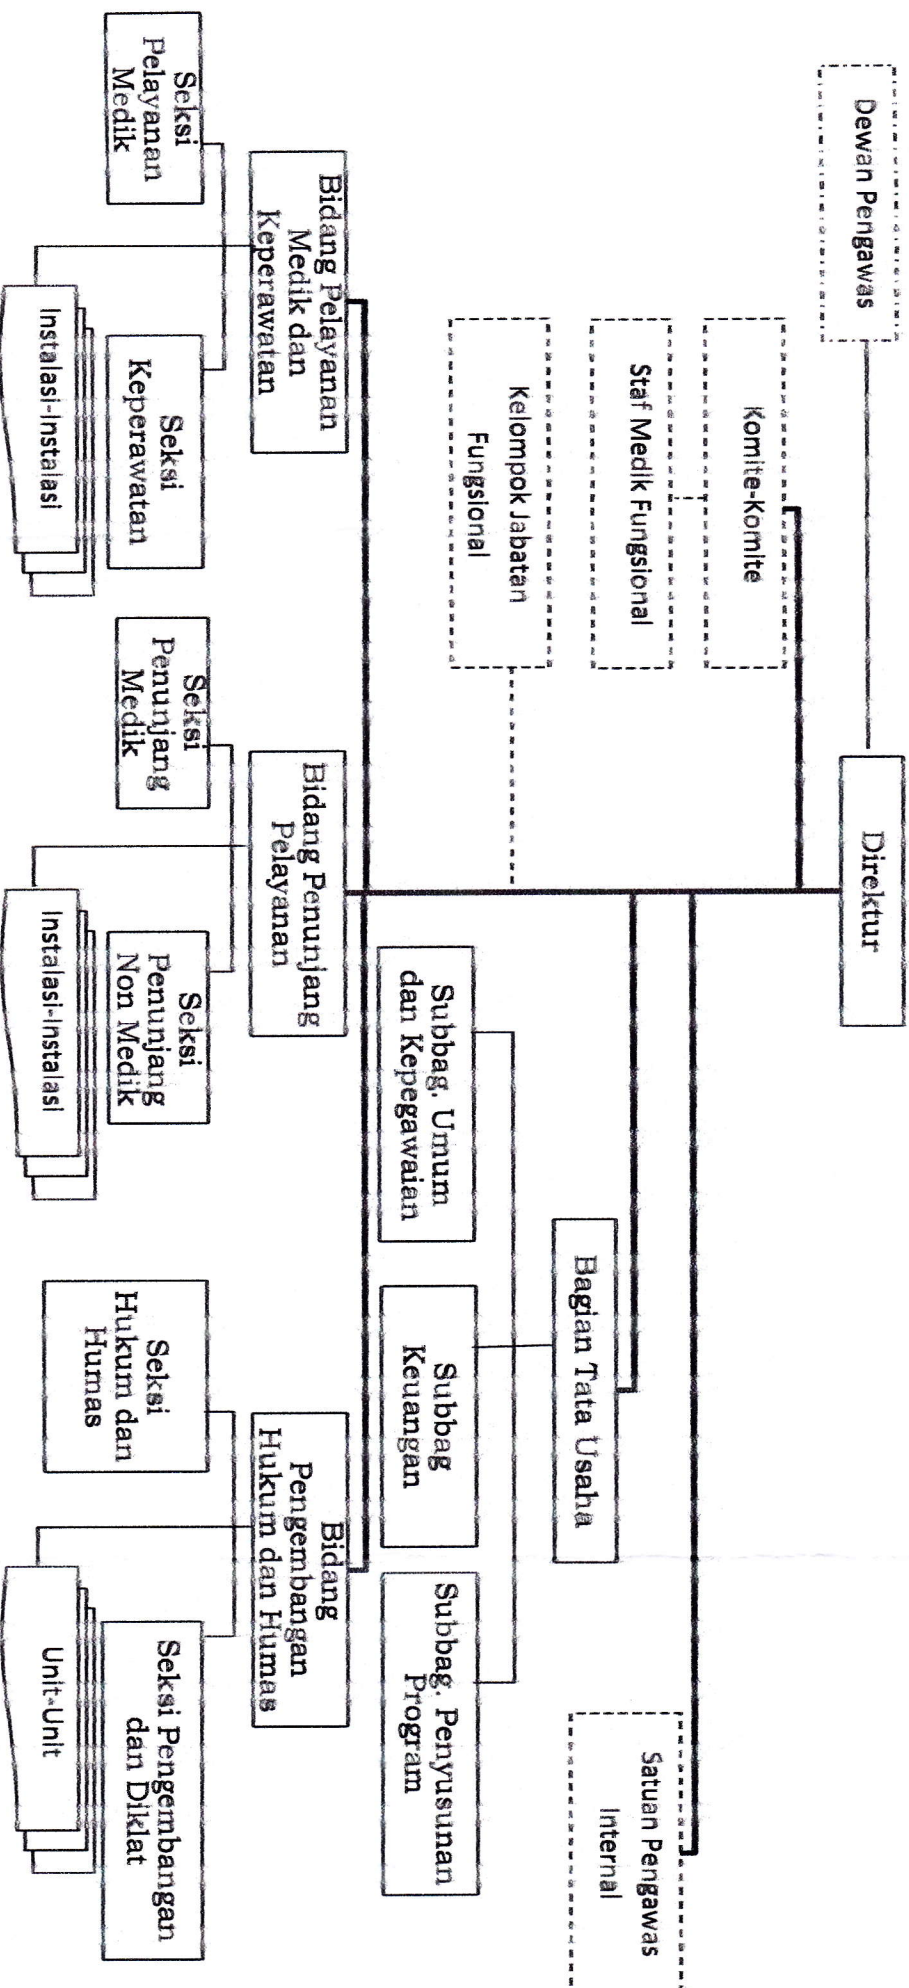 Dewan Pengawas
Direktur
Komite-Komite
Staf Medik Fungsional
Kelompok Jabatan
Fungsional
Satuan Pengawas
Internal
Bagian Tata Usaha
Subbag. Umum
dan Kepegawaian
Subbag
Keuangan
Subbag. Penyusunan
Program
Bidang Pelayanan
Medik dan
Keperawatan
Bidang Penunjang
Pelayanan
Bidang
Pengembangan
Hukum dan Humas
Seksi
Pelayanan
Medik
Seksi
Keperawatan
Seksi
Penunjang
Medik
Seksi
Penunjang
Non Medik
Seksi
Hukum dan
Humas
Seksi Pengembangan
dan Diklat
Instalasi-Instalasi
Instalasi-Instalasi
Unit-Unit